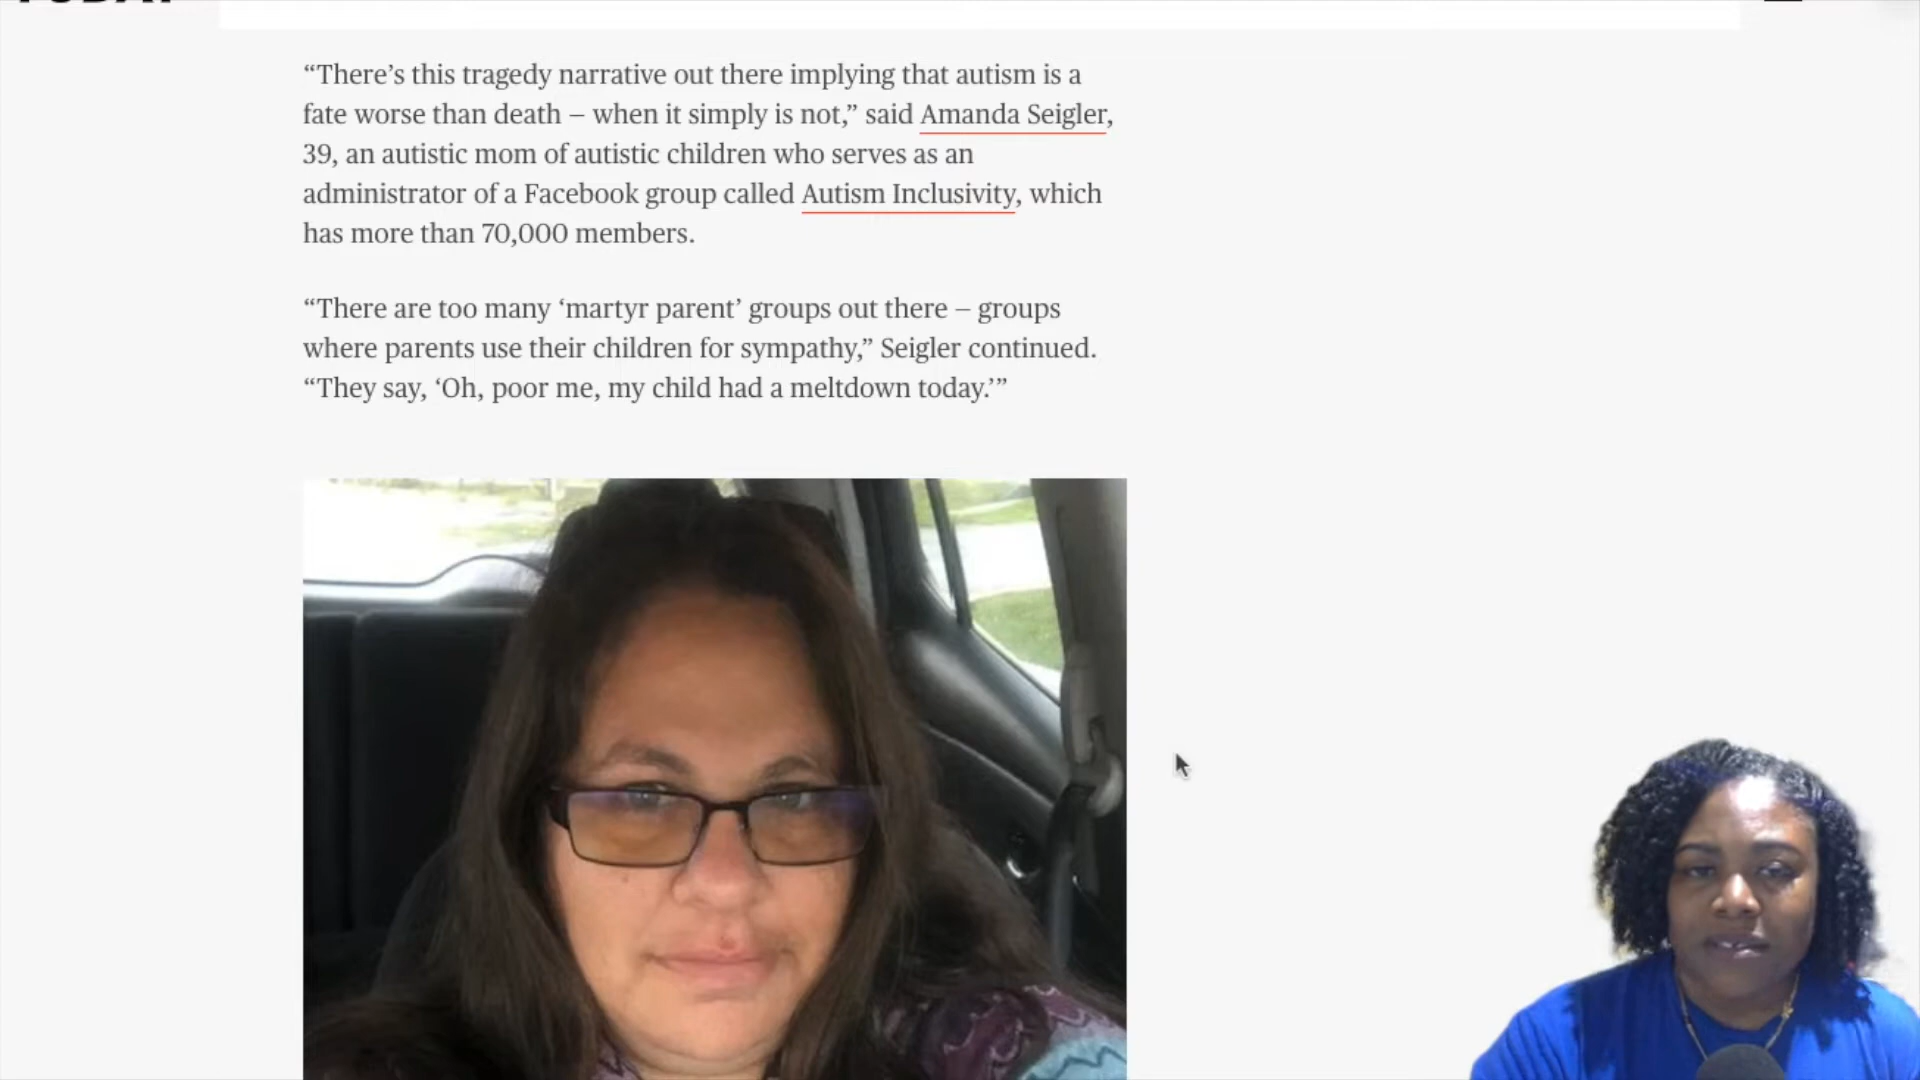 TODAY
“There’s this tragedy narrative out there implying that autism is a
fate worse than death – when it simply is not,” said Amanda Seigler,
39, an autistic mom of autistic children who serves as an
administrator of a Facebook group called Autism Inclusivity, which
has more than 70,000 members.
“There are too many ‘martyr parent’ groups out there – groups
where parents use their children for sympathy,” Seigler continued.
“They say, ‘Oh, poor me, my child had a meltdown today.’”